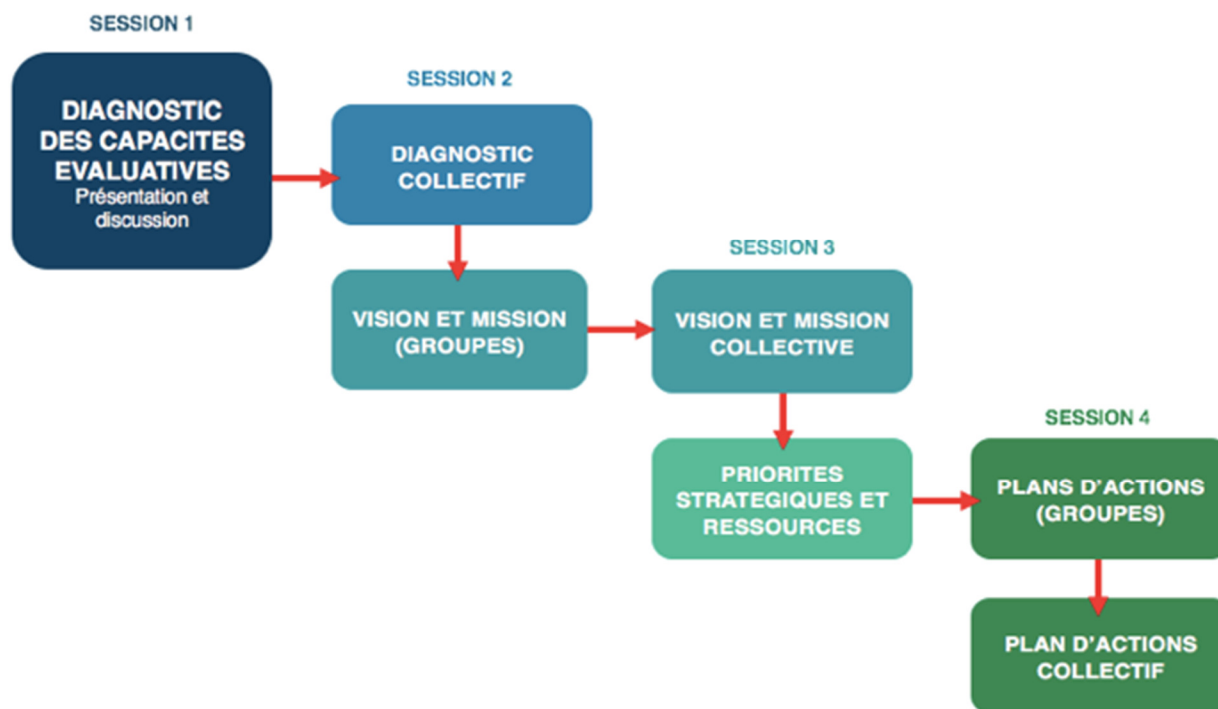 SESSION 1
DIAGNOSTIC
DES CAPACITES
EVALUATIVES
Présentation et
discussion
SESSION 2
DIAGNOSTIC
COLLECTIF
VISION ET MISSION
(GROUPES)
SESSION 3
VISION ET MISSION
COLLECTIVE
PRIORITES
STRATEGIQUES ET
RESSOURCES
SESSION 4
PLANS D'ACTIONS
(GROUPES)
PLAN D'ACTIONS
COLLECTIF